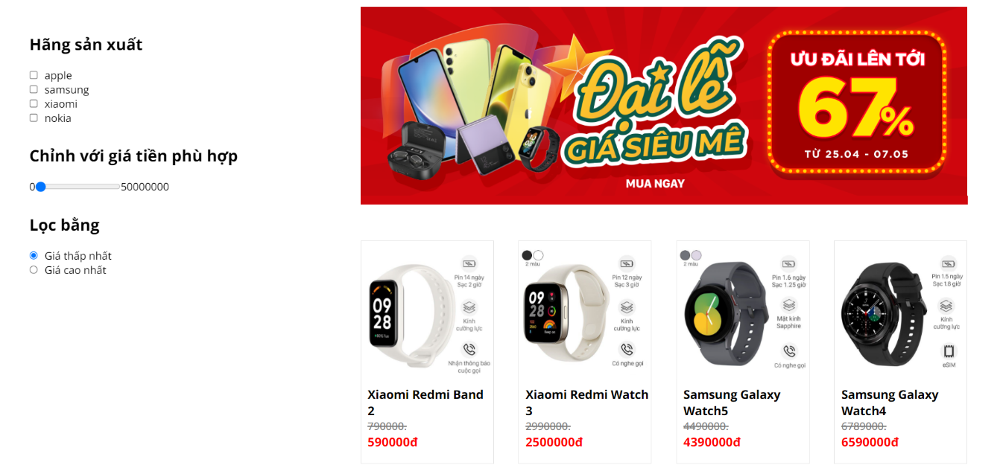 Hãng sản xuất
apple
samsung
xiaomi
nokia
Chỉnh với giá tiền phù hợp
0 50000000
Lọc bằng
Giá thấp nhất
Giá cao nhất
Đại lễ
GIÁ SIÊU MÊ
MUA NGAY
ƯU ĐÃI LÊN TỚI
67%
TỪ 25.04 - 07.05
Pin 14 ngày
Sạc 2 giờ
Kính
cường lực
Nhận thông báo
cuộc gọi
09
28
Xiaomi Redmi Band
2
790000.
590000đ
2 màu
Pin 12 ngày
Sạc 3 giờ
Kính
cường lực
Có nghe gọi
09
28
Xiaomi Redmi Watch
3
2990000.
2500000đ
2 màu
Pin 1.6 ngày
Sạc 1.25 giờ
Mặt kính
Sapphire
Có nghe gọi
Samsung Galaxy
Watch5
4490000.
4390000đ
Pin 1.5 ngày
Sạc 1.8 giờ
Kính
cường lực
eSIM
Samsung Galaxy
Watch4
6789000.
6590000đ